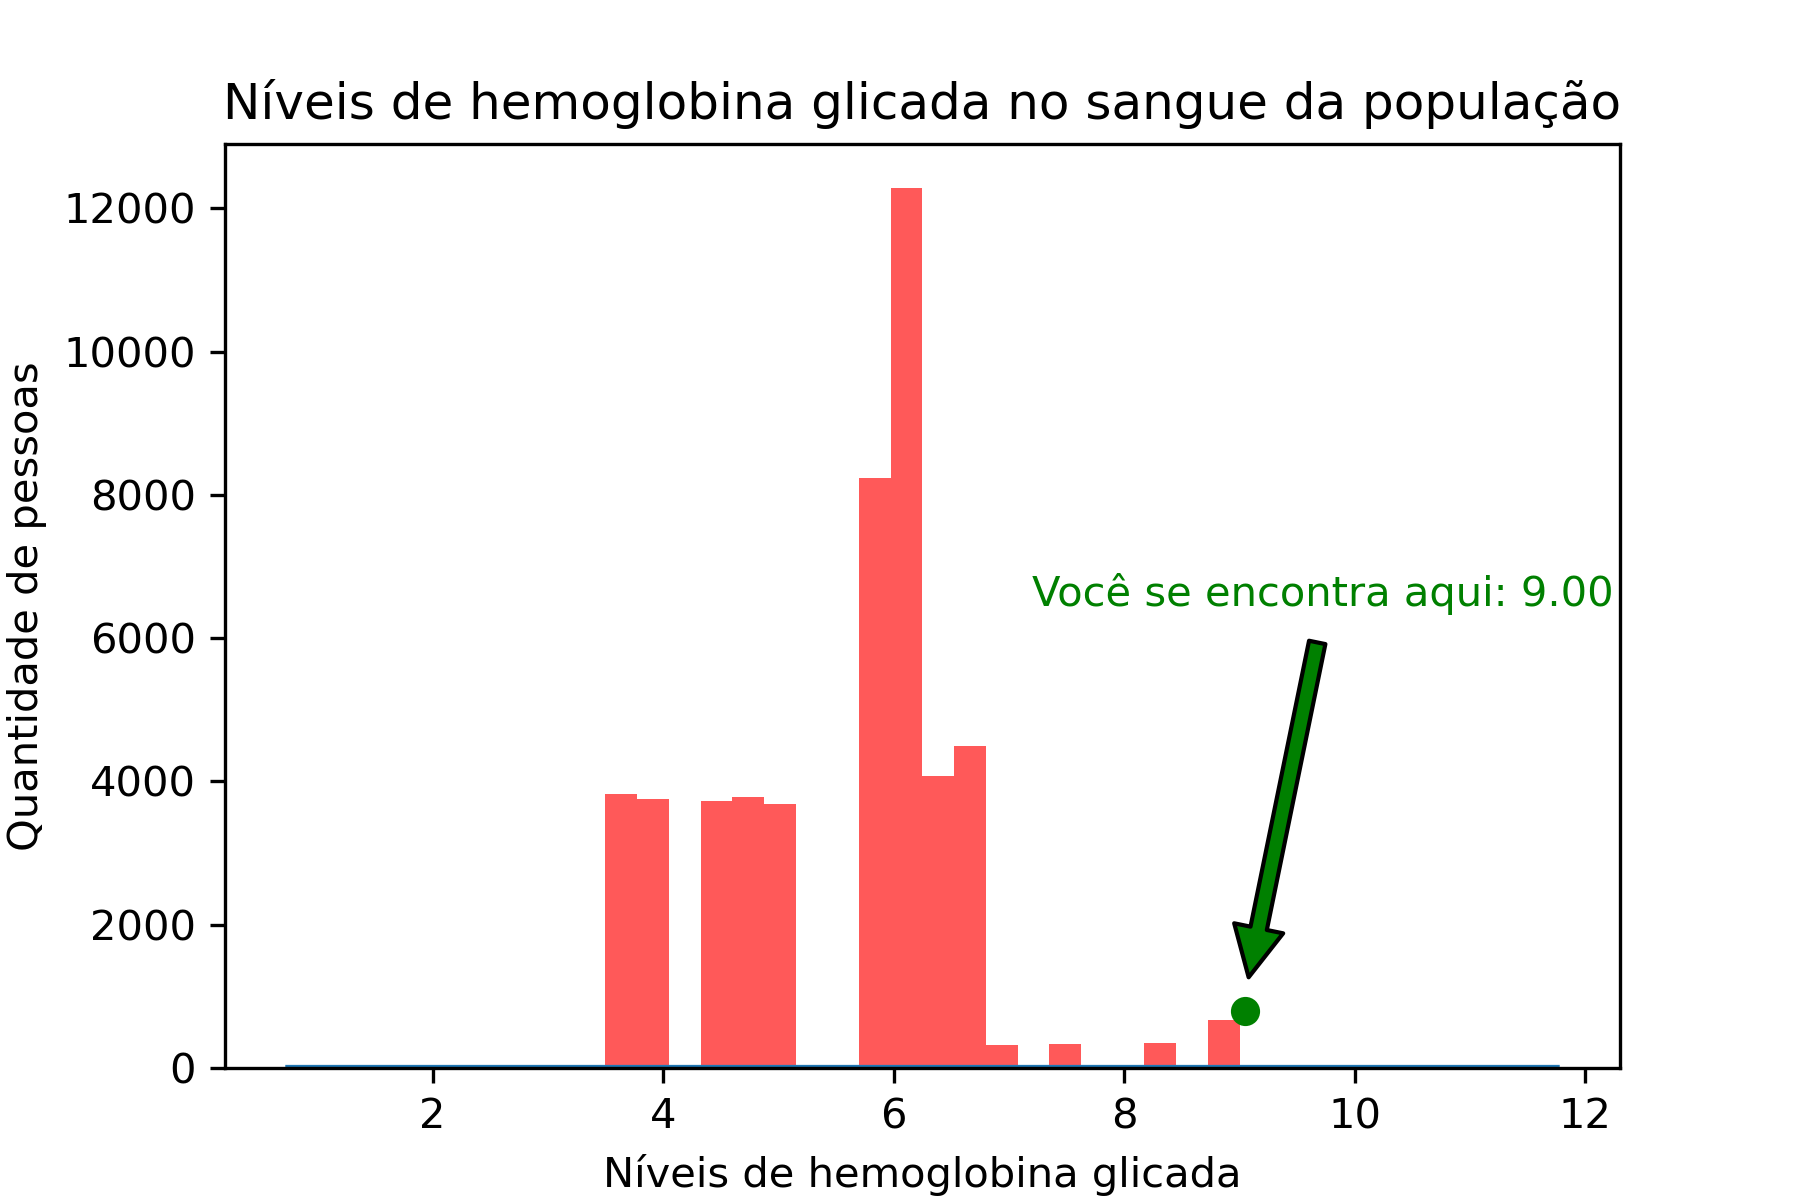 Níveis de hemoglobina glicada no sangue da população
12000
10000
8000
6000
4000
2000
0
Quantidade de pessoas
Você se encontra aqui: 9.00
2 4 6 8 10 12
Níveis de hemoglobina glicada